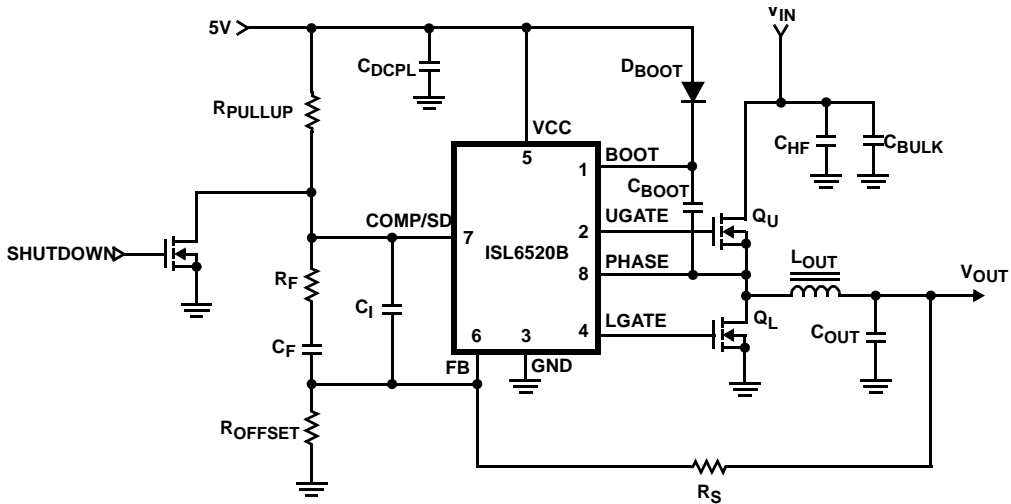 VIN
5V
CDCPL
DBOOT
RPULLUP
VCC
5
CHF
CBULK
1
BOOT
CBOOT
COMP/SD
7
ISL6520B
2
UGATE
QU
SHUTDOWN
8
PHASE
LOUT
VOUT
RF
CI
4
LGATE
QL
COUT
6
3
CF
FB
GND
ROFFSET
RS